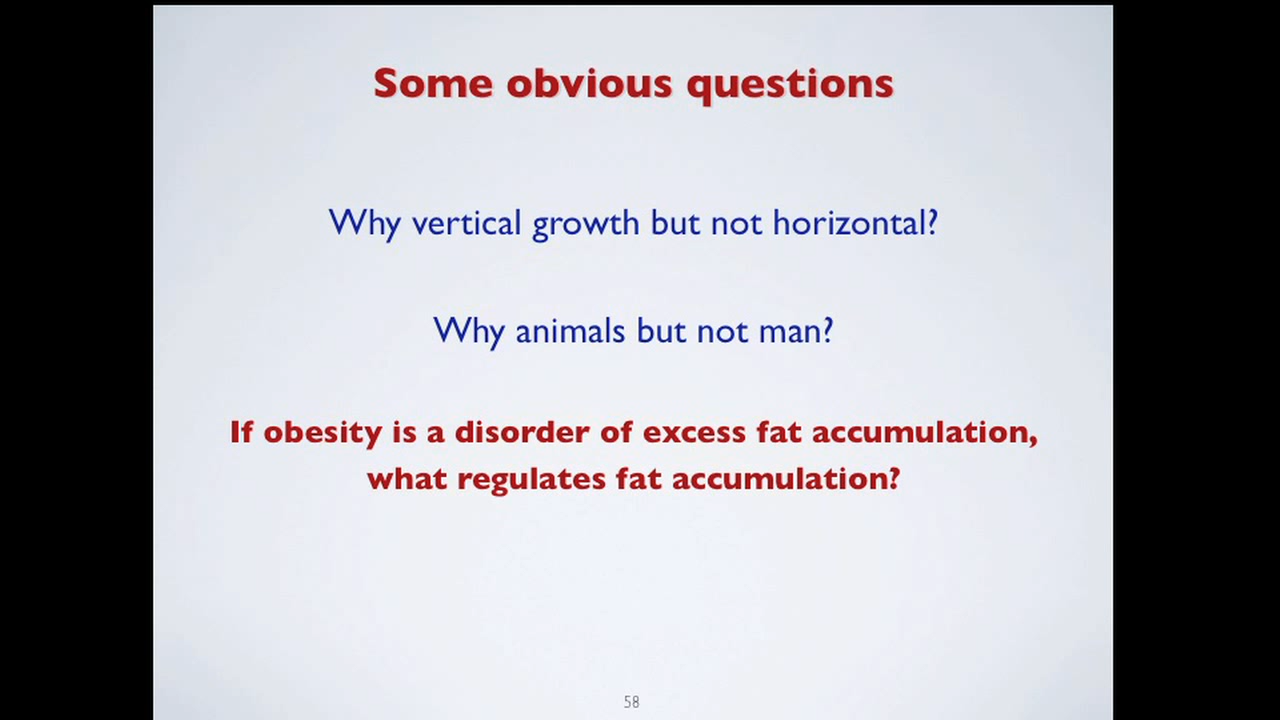 Some obvious questions
Why vertical growth but not horizontal?
Why animals but not man?
If obesity is a disorder of excess fat accumulation,
what regulates fat accumulation?
58